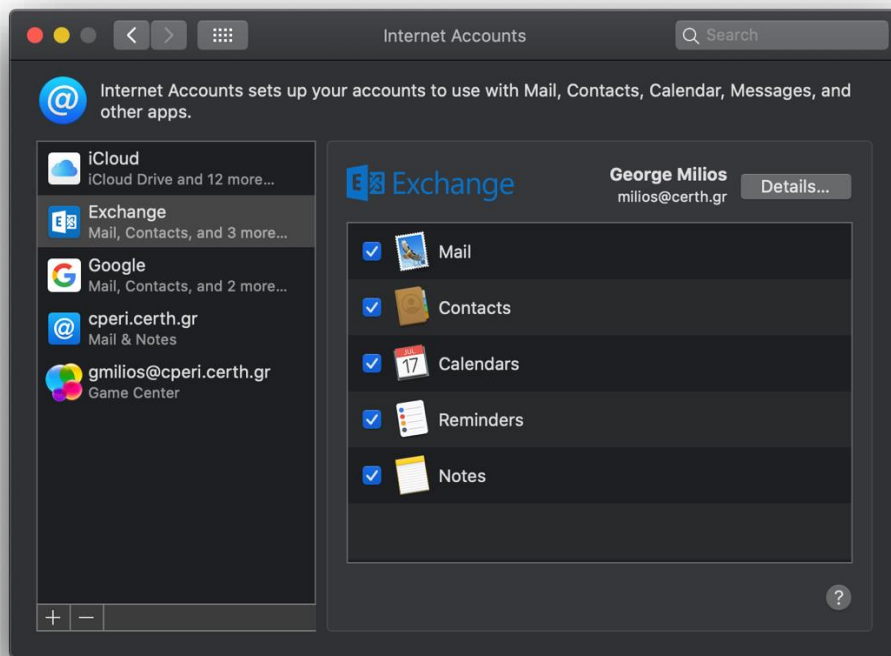 Internet Accounts
Search
Internet Accounts sets up your accounts to use with Mail, Contacts, Calendar, Messages, and
other apps.
iCloud
iCloud Drive and 12 more...
Exchange
Mail, Contacts, and 3 more...
Google
Mail, Contacts, and 2 more...
cperi.certh.gr
Mail & Notes
gmilios@cperi.certh.gr
Game Center
Exchange
George Milios
milios@certh.gr
Details...
Mail
Contacts
JUL
17
Calendars
Reminders
Notes
?